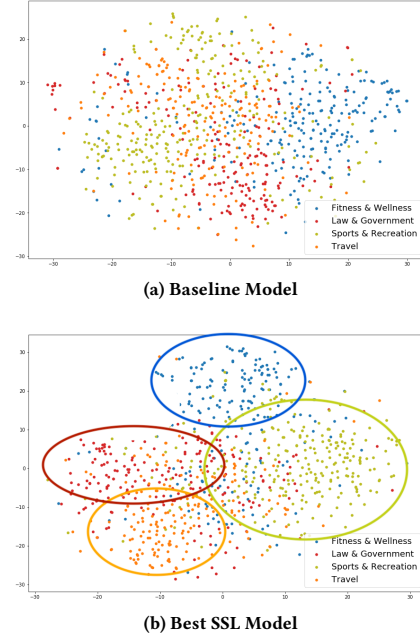 30
20
10
0
−10
−20
−30
−30
−20
−10
0
10
20
30
Fitness & Wellness
Law & Government
Sports & Recreation
Travel
(a) Baseline Model
30
20
10
0
−10
−20
−30
−30
−20
−10
0
10
20
30
Fitness & Wellness
Law & Government
Sports & Recreation
Travel
(b) Best SSL Model